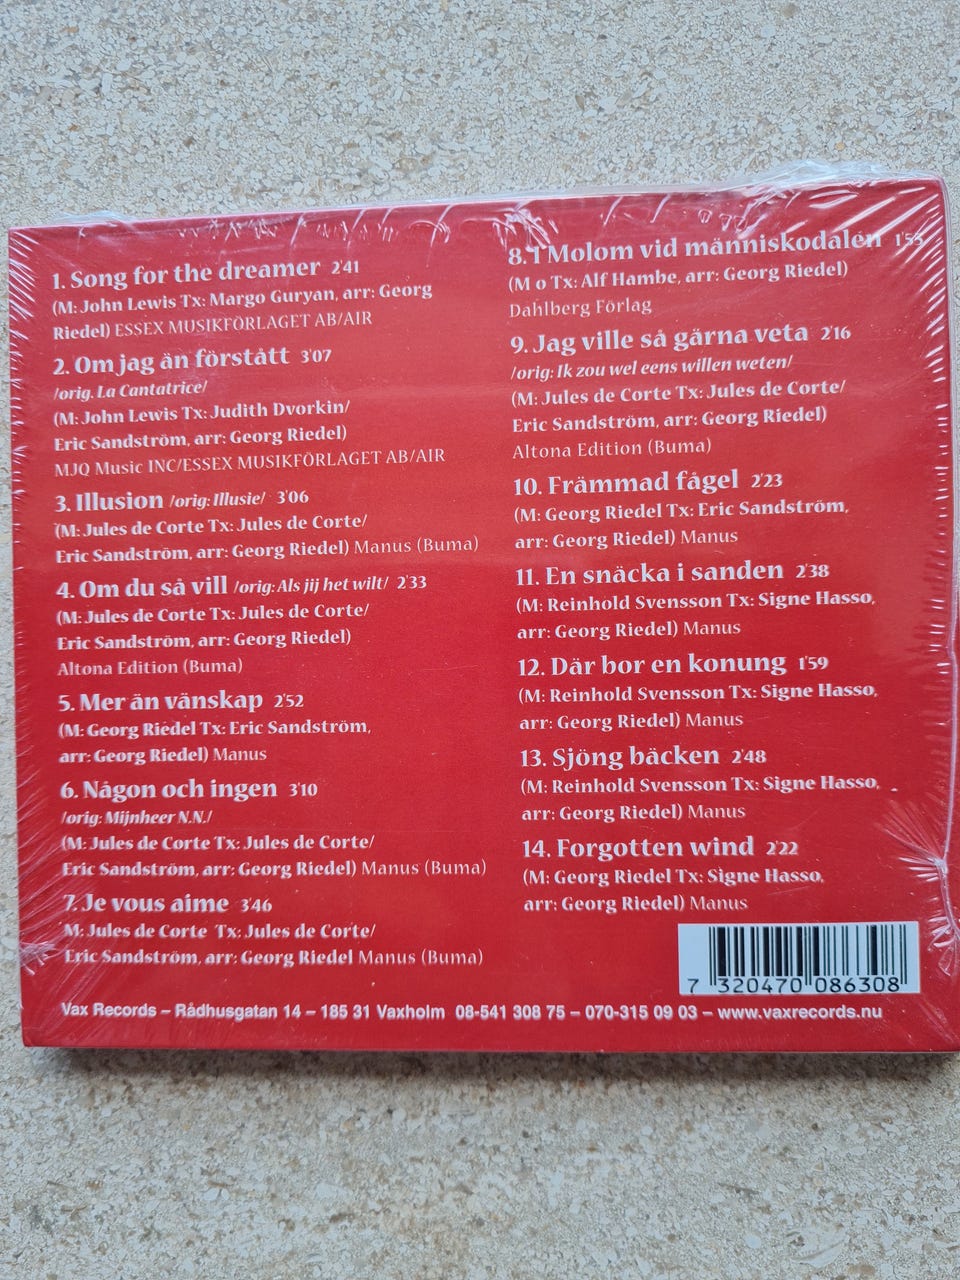 1. Song for the dreamer 2'41
(M: John Lewis Tx: Margo Guryan, arr: Georg
Riedel) ESSEX MUSIKFÖRLAGET AB/AIR
2. Om jag än förstått 3'07
/orig. La Cantatrice/
(M: John Lewis Tx: Judith Dvorkin/
Eric Sandström, arr: Georg Riedel)
MJQ Music INC/ESSEX MUSIKFÖRLAGET AB/AIR
3. Illusion /orig: Illusie/ 3'06
(M: Jules de Corte Tx: Jules de Corte/
Eric Sandström, arr: Georg Riedel) Manus (Buma)
4. Om du så vill /orig: Als jij het wilt/ 2'33
(M: Jules de Corte Tx: Jules de Corte/
Eric Sandström, arr: Georg Riedel)
Altona Edition (Buma)
5. Mer än vänskap 2'52
(M: Georg Riedel Tx: Eric Sandström,
arr: Georg Riedel) Manus
6. Någon och ingen 3'10
/orig: Mijnheer N.N./
(M: Jules de Corte Tx: Jules de Corte/
Eric Sandström, arr: Georg Riedel) Manus (Buma)
7. Je vous aime 3'46
(M: Jules de Corte Tx: Jules de Corte/
Eric Sandström, arr: Georg Riedel Manus (Buma)
8. I Molom vid människodalen 1'55
(M o Tx: Alf Hambe, arr: Georg Riedel)
Dahlberg Förlag
9. Jag ville så gärna veta 2'16
/orig: Ik zou wel eens willen weten/
(M: Jules de Corte Tx: Jules de Corte/
Eric Sandström, arr: Georg Riedel)
Altona Edition (Buma)
10. Främmad fågel 2'23
(M: Georg Riedel Tx: Eric Sandström,
arr: Georg Riedel) Manus
11. En snäcka i sanden 2'38
(M: Reinhold Svensson Tx: Signe Hasso,
arr: Georg Riedel) Manus
12. Där bor en konung 1'59
(M: Reinhold Svensson Tx: Signe Hasso,
arr: Georg Riedel) Manus
13. Sjöng bäcken 2'48
(M: Reinhold Svensson Tx: Signe Hasso,
arr: Georg Riedel) Manus
14. Forgotten wind 2'22
(M: Georg Riedel Tx: Signe Hasso,
arr: Georg Riedel) Manus
7 320470 086308
Vax Records – Rådhusgatan 14 – 185 31 Vaxholm 08-541 308 75 – 070-315 09 03 – www.vaxrecords.nu